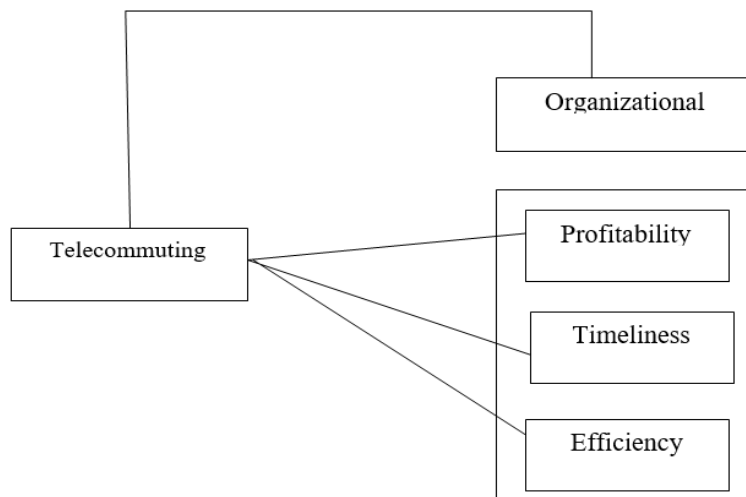 Organizational
Telecommuting
Profitability
Timeliness
Efficiency